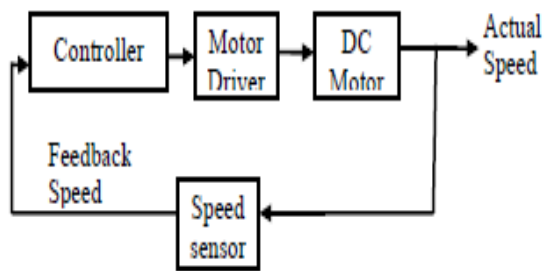 Controller
Motor
Driver
DC
Motor
Actual
Speed
Feedback
Speed
Speed
sensor